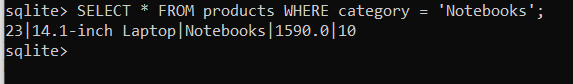 sqlite> SELECT * FROM products WHERE category = 'Notebooks';
23|14.1-inch Laptop|Notebooks|1590.0|10
sqlite>